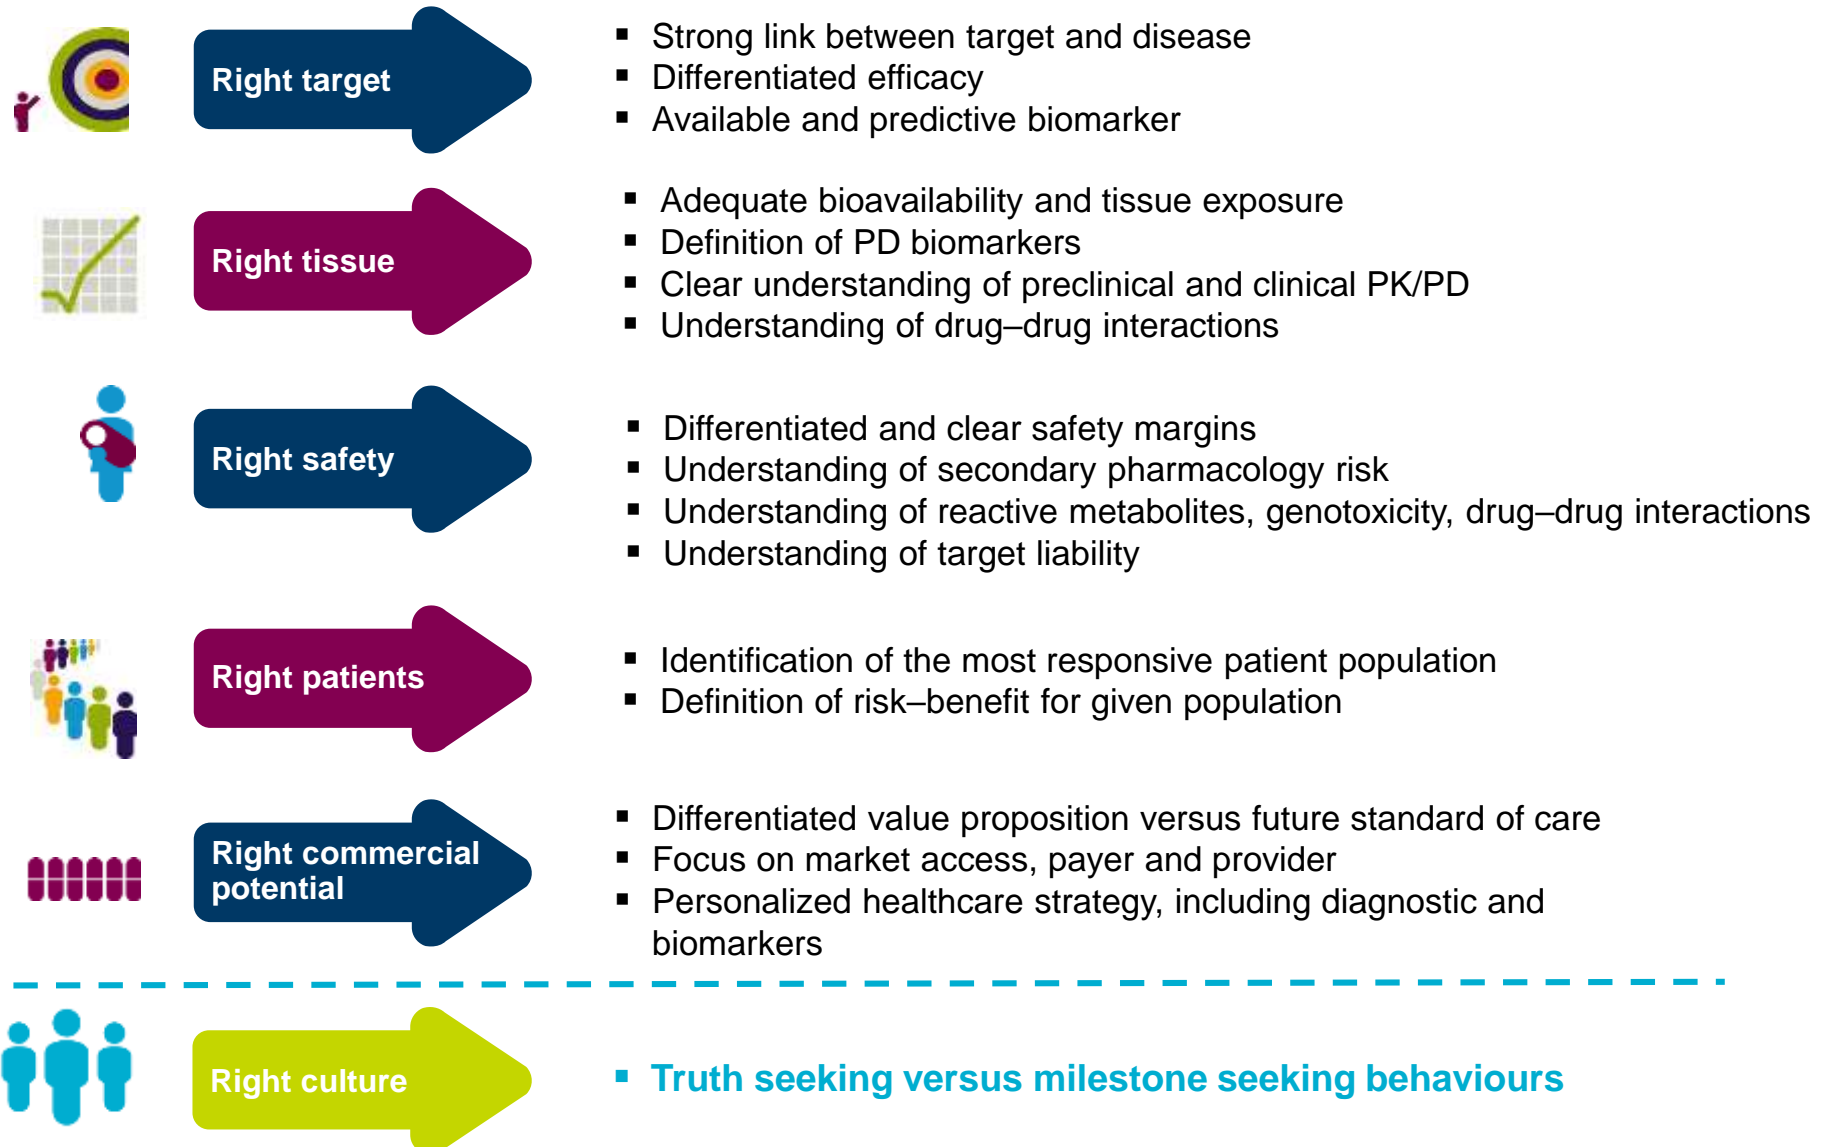 Right target
▪ Strong link between target and disease
▪ Differentiated efficacy
▪ Available and predictive biomarker
Right tissue
▪ Adequate bioavailability and tissue exposure
▪ Definition of PD biomarkers
▪ Clear understanding of preclinical and clinical PK/PD
▪ Understanding of drug–drug interactions
Right safety
▪ Differentiated and clear safety margins
▪ Understanding of secondary pharmacology risk
▪ Understanding of reactive metabolites, genotoxicity, drug–drug interactions
▪ Understanding of target liability
Right patients
▪ Identification of the most responsive patient population
▪ Definition of risk–benefit for given population
Right commercial
potential
▪ Differentiated value proposition versus future standard of care
▪ Focus on market access, payer and provider
▪ Personalized healthcare strategy, including diagnostic and
biomarkers
Right culture
▪ Truth seeking versus milestone seeking behaviours